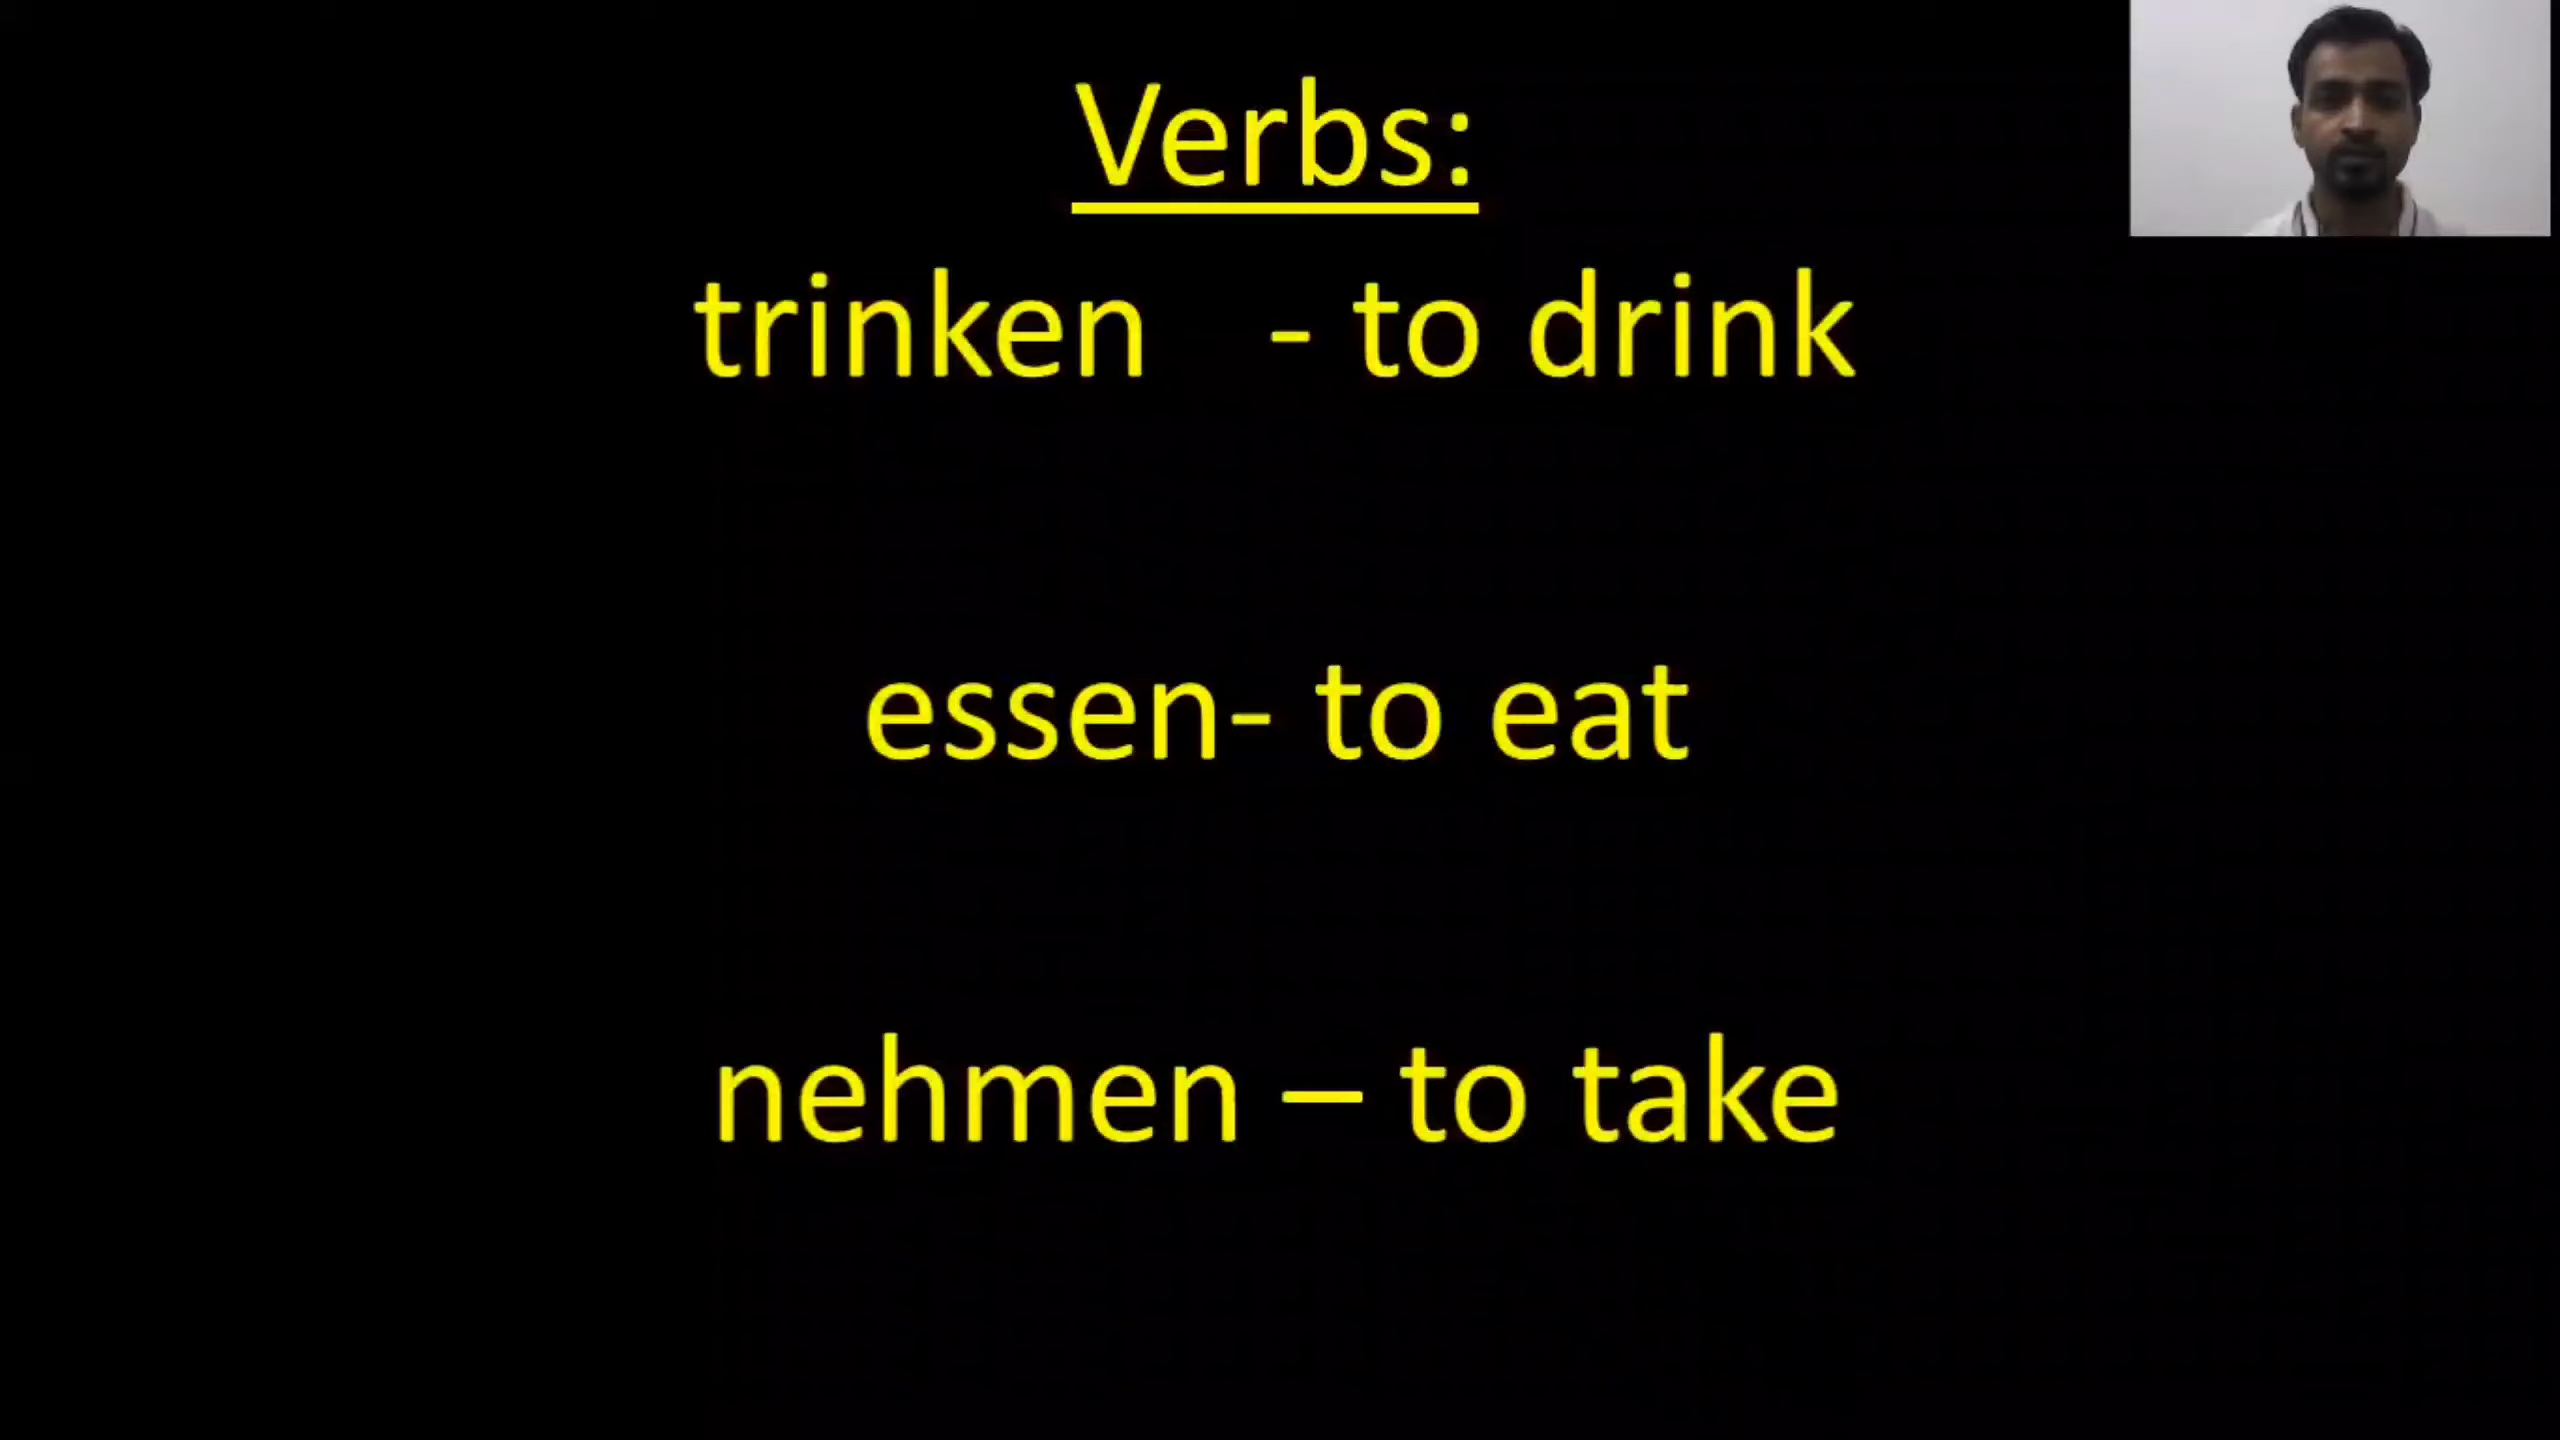 Verbs:
trinken - to drink
essen- to eat
nehmen – to take